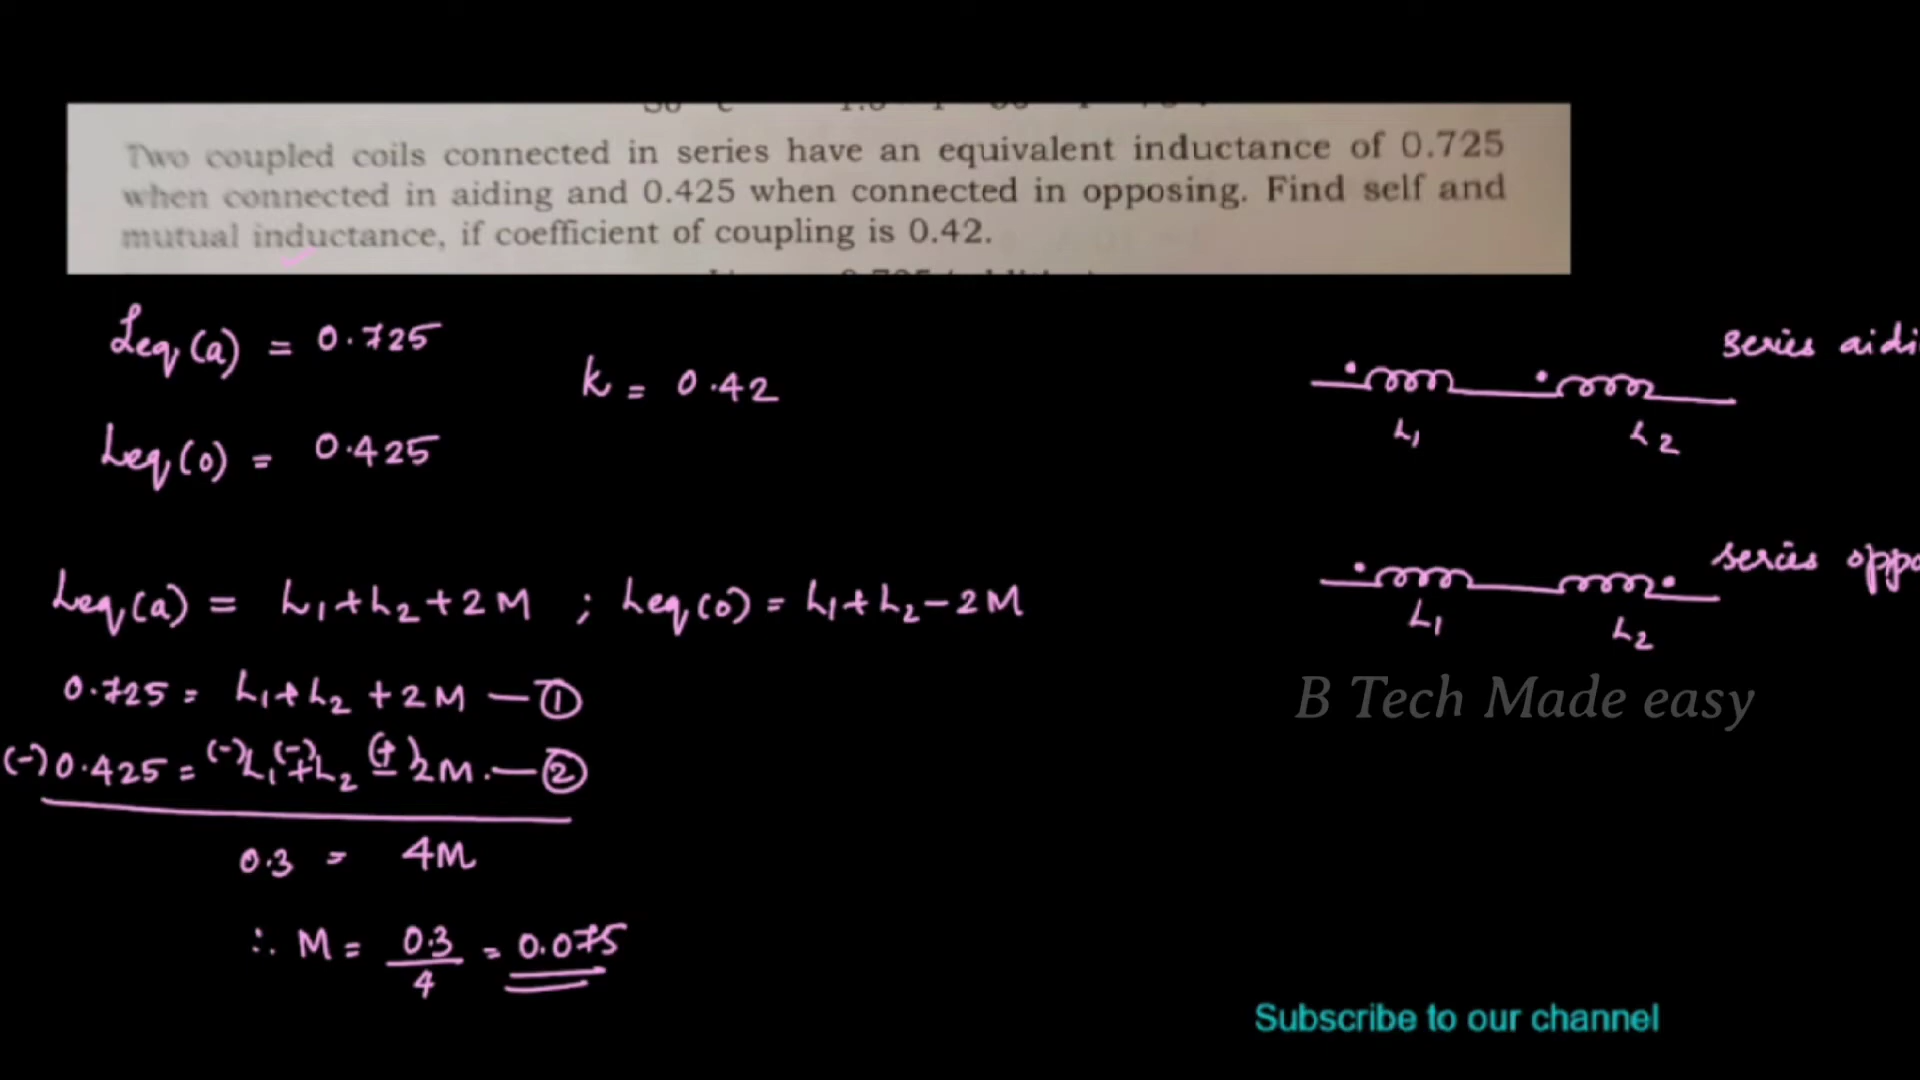 Two coupled coils connected in series have an equivalent inductance of 0.725
when connected in aiding and 0.425 when connected in opposing. Find self and
mutual inductance, if coefficient of coupling is 0.42.
Leq(a) = 0.725
k = 0.42
Leq(o) = 0.425
series aidi
L1 L2
series oppo
L1 L2
Leq(a) = L1+L2+2M ; Leq(o) = L1+L2-2M
0.725 = L1+L2 +2M — ①
(-)0.425 = (-)L1 (-)+L2 (+)- 2M. — ②
0.3 = 4M
∴ M = 0.3/4 = 0.075
B Tech Made easy
Subscribe to our channel